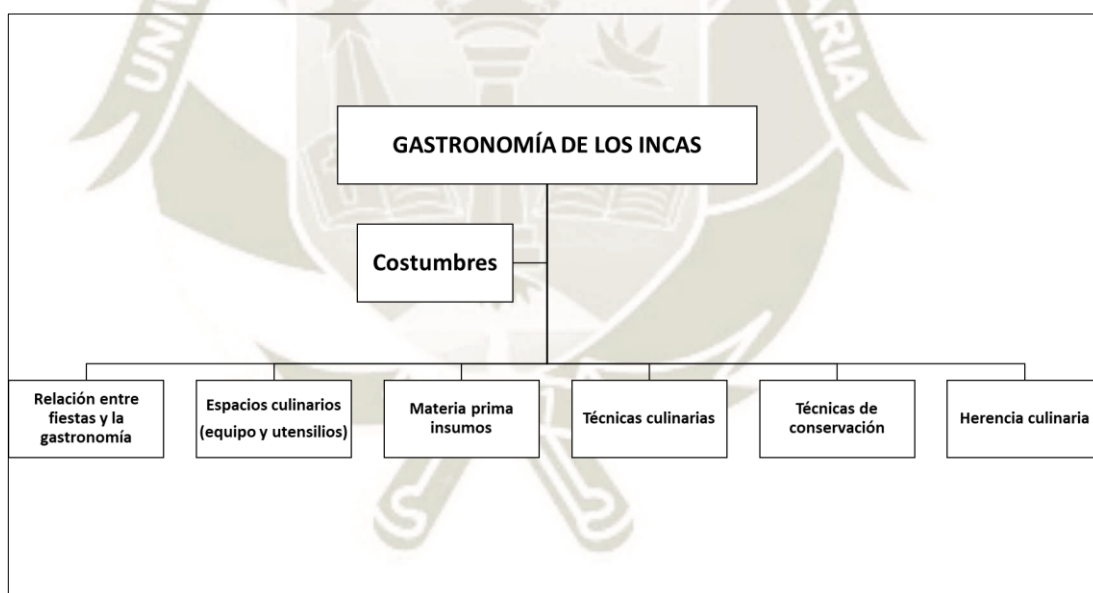 GASTRONOMÍA DE LOS INCAS
Costumbres
Relación entre
fiestas y la
gastronomía
Espacios culinarios
(equipo y utensilios)
Materia prima
insumos
Técnicas culinarias
Técnicas de
conservación
Herencia culinaria